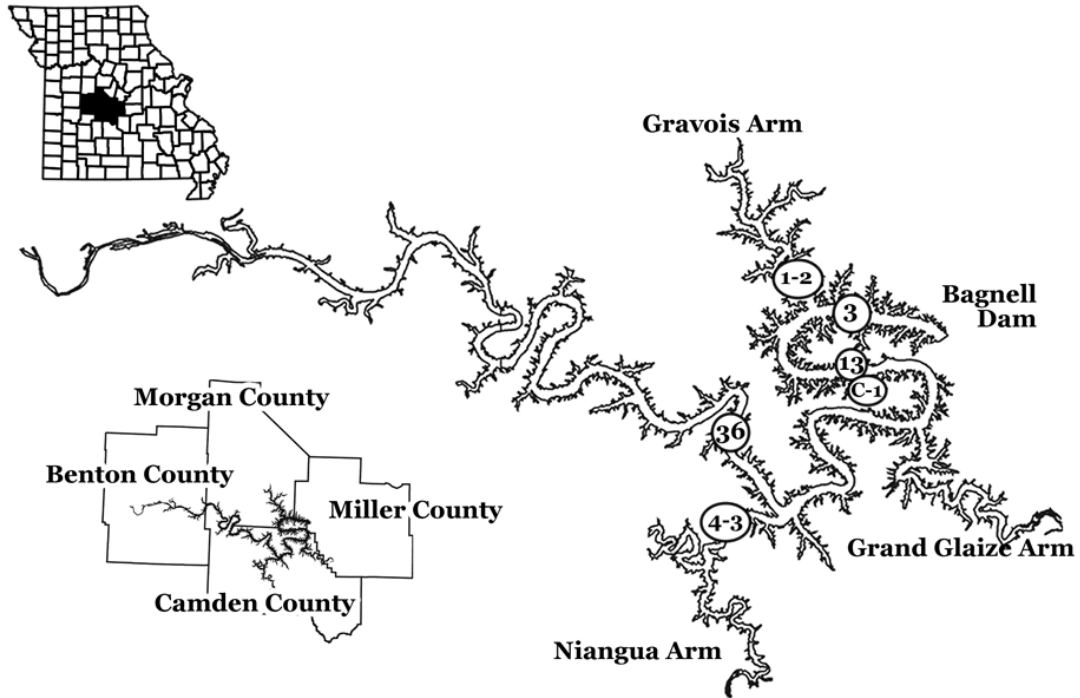 Gravois Arm
1-2
3
Bagnell
Dam
13
C-1
Morgan County
36
Benton County
Miller County
4-3
Grand Glaize Arm
Camden County
Niangua Arm